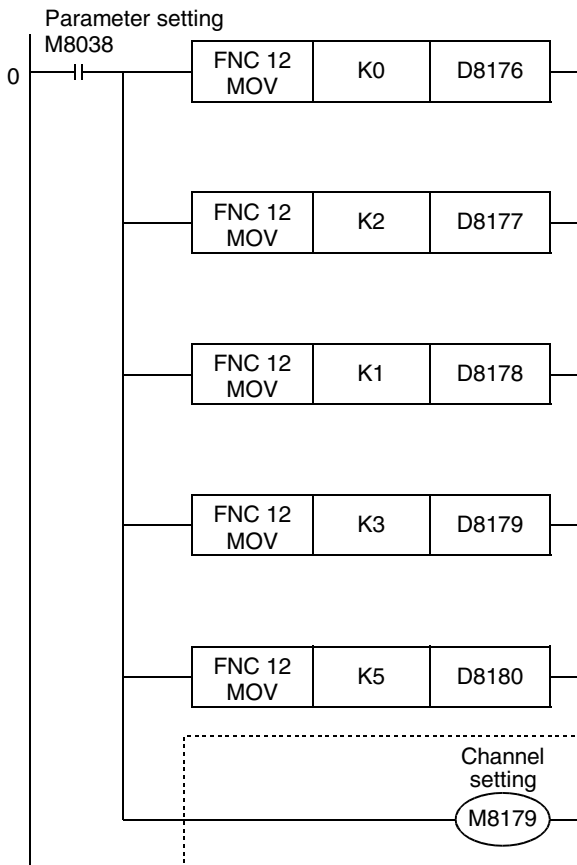 Parameter setting
M8038
0
FNC 12
MOV
K0
D8176
FNC 12
MOV
K2
D8177
FNC 12
MOV
K1
D8178
FNC 12
MOV
K3
D8179
FNC 12
MOV
K5
D8180
Channel
setting
M8179